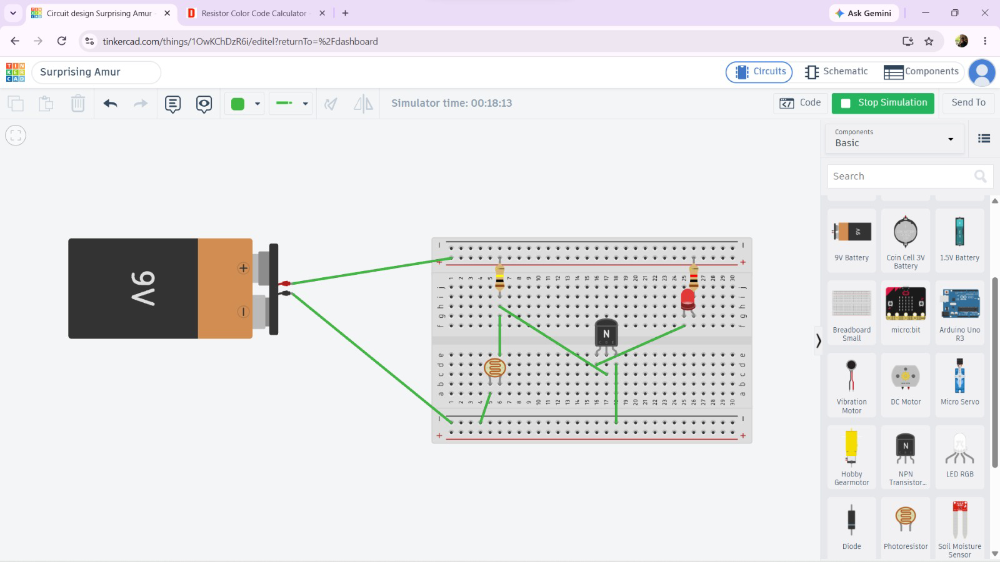 Circuit design Surprising Amur
Resistor Color Code Calculator
Ask Gemini
tinkercad.com/things/1OwKChDzR6i/editel?returnTo=%2Fdashboard
TIN
KER
CAD
Surprising Amur
Circuits
Schematic
Components
Simulator time: 00:18:13
Code
Stop Simulation
Send To
Components
Basic
Search
9V Battery
Coin Cell 3V
Battery
1.5V Battery
Breadboard
Small
micro:bit
Arduino Uno
R3
Vibration
Motor
DC Motor
Micro Servo
Hobby
Gearmotor
NPN
Transistor...
LED RGB
Diode
Photoresistor
Soil Moisture
Sensor
9V
+
−
1 2 3 4 5 7 8 9 10 11 12 13 14 15 16 17 18 19 20 21 22 23 24 25 27 28 29 30
j
i
h
g
f
N
e
d
c
b
a
1 2 3 4 5 6 7 8 9 10 11 12 13 14 15 16 17 19 20 21 22 23 24 25 26 27 28 29 30